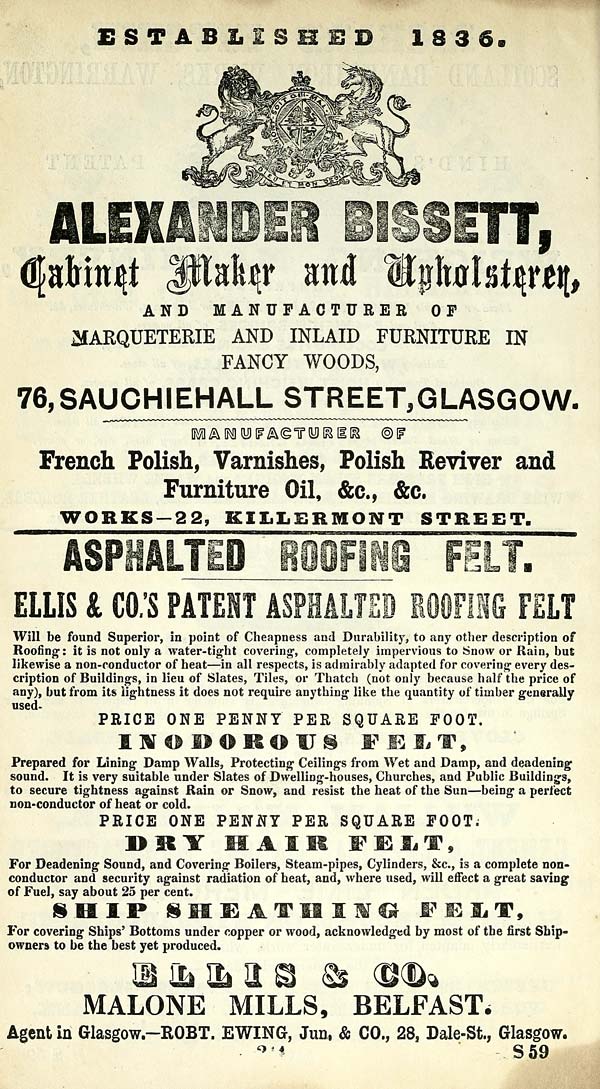 ESTABLISHED 1836.
ALEXANDER BISSETT,
Cabinet Maker and Upholsterer,
AND MANUFACTURER OF
MARQUETERIE AND INLAID FURNITURE IN
FANCY WOODS,
76, SAUCHIEHALL STREET, GLASGOW.
MANUFACTURER OF
French Polish, Varnishes, Polish Reviver and
Furniture Oil, &c., &c.
WORKS—22, KILLERMONT STREET.
ASPHALTED ROOFING FELT.
ELLIS & CO.'S PATENT ASPHALTED ROOFING FELT
Will be found Superior, in point of Cheapness and Durability, to any other description of
Roofing: it is not only a water-tight covering, completely impervious to Snow or Rain, but
likewise a non-conductor of heat—in all respects, is admirably adapted for covering every des-
cription of Buildings, in lieu of Slates, Tiles, or Thatch (not only because half the price of
any), but from its lightness it does not require anything like the quantity of timber generally
used.
PRICE ONE PENNY PER SQUARE FOOT.
INODOROUS FELT,
Prepared for Lining Damp Walls, Protecting Ceilings from Wet and Damp, and deadening
sound. It is very suitable under Slates of Dwelling-houses, Churches, and Public Buildings,
to secure tightness against Rain or Snow, and resist the heat of the Sun—being a perfect
non-conductor of heat or cold.
PRICE ONE PENNY PER SQUARE FOOT.
DRY HAIR FELT,
For Deadening Sound, and Covering Boilers, Steam-pipes, Cylinders, &c., is a complete non-
conductor and security against radiation of heat, and, where used, will effect a great saving
of Fuel, say about 25 per cent.
SHIP SHEATHING FELT,
For covering Ships' Bottoms under copper or wood, acknowledged by most of the first Ship-
owners to be the best yet produced.
ELLIS & CO.
MALONE MILLS, BELFAST.
Agent in Glasgow.—ROBT. EWING, Jun. & CO., 28, Dale-St., Glasgow.
S 59